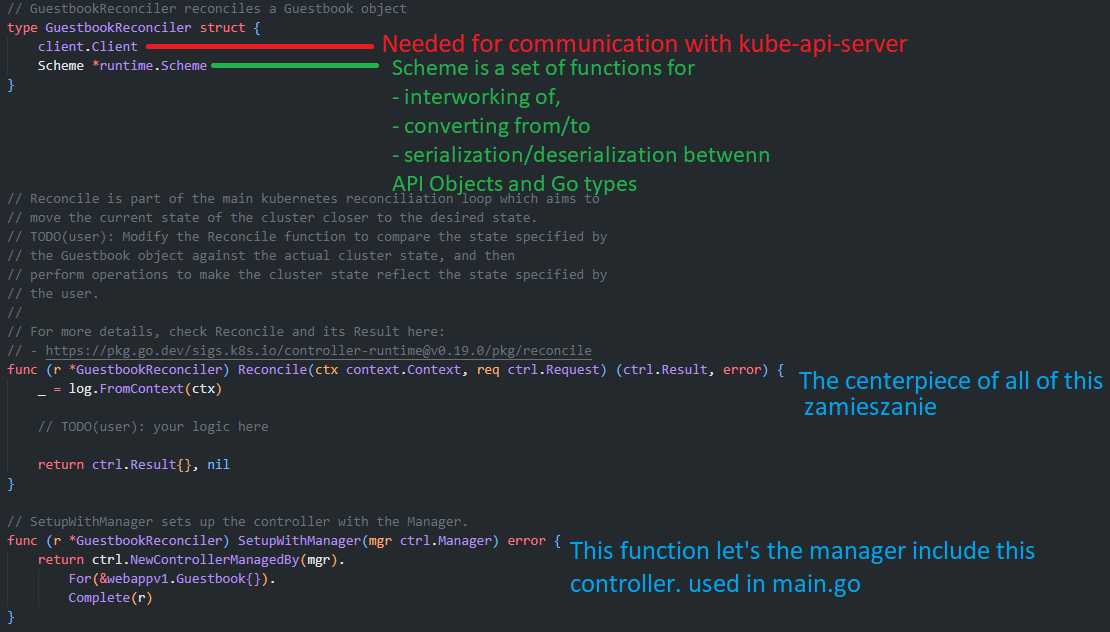 // GuestbookReconciler reconciles a Guestbook object
type GuestbookReconciler struct {
    client.Client Needed for communication with kube-api-server
    Scheme *runtime.Scheme Scheme is a set of functions for
}
- interworking of,
- converting from/to
- serialization/deserialization betwenn
API Objects and Go types
// Reconcile is part of the main kubernetes reconciliation loop which aims to
// move the current state of the cluster closer to the desired state.
// TODO(user): Modify the Reconcile function to compare the state specified by
// the Guestbook object against the actual cluster state, and then
// perform operations to make the cluster state reflect the state specified by
// the user.
//
// For more details, check Reconcile and its Result here:
// - https://pkg.go.dev/sigs.k8s.io/controller-runtime@v0.19.0/pkg/reconcile
func (r *GuestbookReconciler) Reconcile(ctx context.Context, req ctrl.Request) (ctrl.Result, error) {
    _ = log.FromContext(ctx)
The centerpiece of all of this
zamieszanie
    // TODO(user): your logic here
    return ctrl.Result{}, nil
}
// SetupWithManager sets up the controller with the Manager.
func (r *GuestbookReconciler) SetupWithManager(mgr ctrl.Manager) error {
    return ctrl.NewControllerManagedBy(mgr).
        For(&webappv1.Guestbook{}).
        Complete(r)
}
This function let's the manager include this
controller. used in main.go